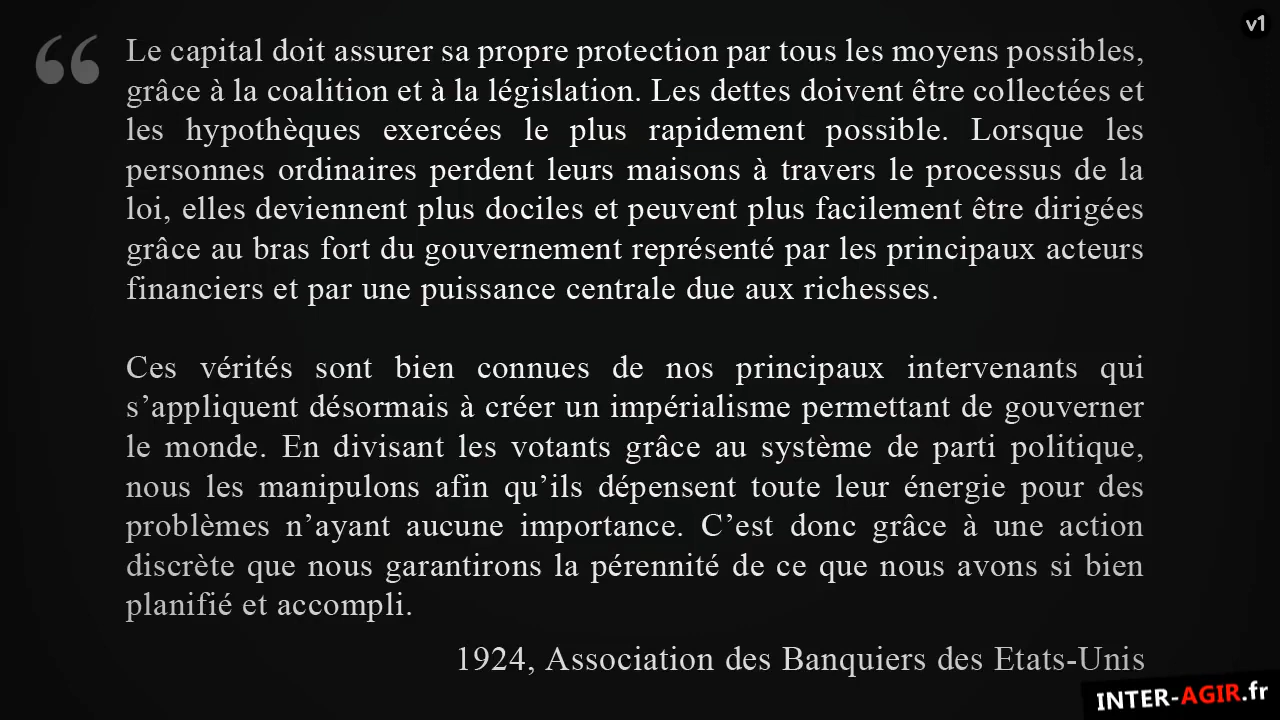 v1
“ Le capital doit assurer sa propre protection par tous les moyens possibles,
grâce à la coalition et à la législation. Les dettes doivent être collectées et
les hypothèques exercées le plus rapidement possible. Lorsque les
personnes ordinaires perdent leurs maisons à travers le processus de la
loi, elles deviennent plus dociles et peuvent plus facilement être dirigées
grâce au bras fort du gouvernement représenté par les principaux acteurs
financiers et par une puissance centrale due aux richesses.
Ces vérités sont bien connues de nos principaux intervenants qui
s’appliquent désormais à créer un impérialisme permettant de gouverner
le monde. En divisant les votants grâce au système de parti politique,
nous les manipulons afin qu’ils dépensent toute leur énergie pour des
problèmes n’ayant aucune importance. C’est donc grâce à une action
discrète que nous garantirons la pérennité de ce que nous avons si bien
planifié et accompli.
1924, Association des Banquiers des Etats-Unis
INTER-AGIR.fr